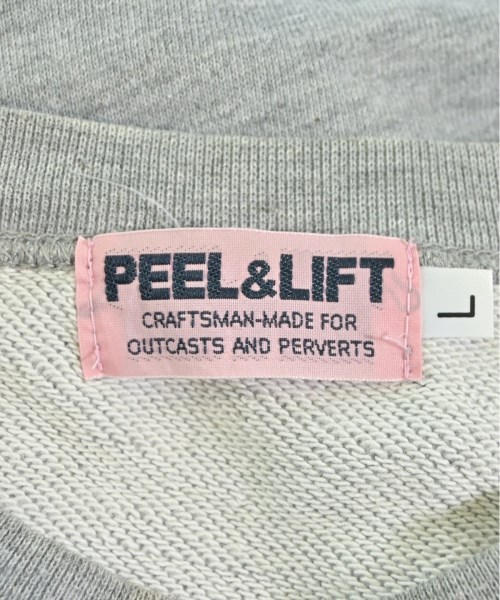 PEEL&LIFT
CRAFTSMAN-MADE FOR
OUTCASTS AND PERVERTS
L